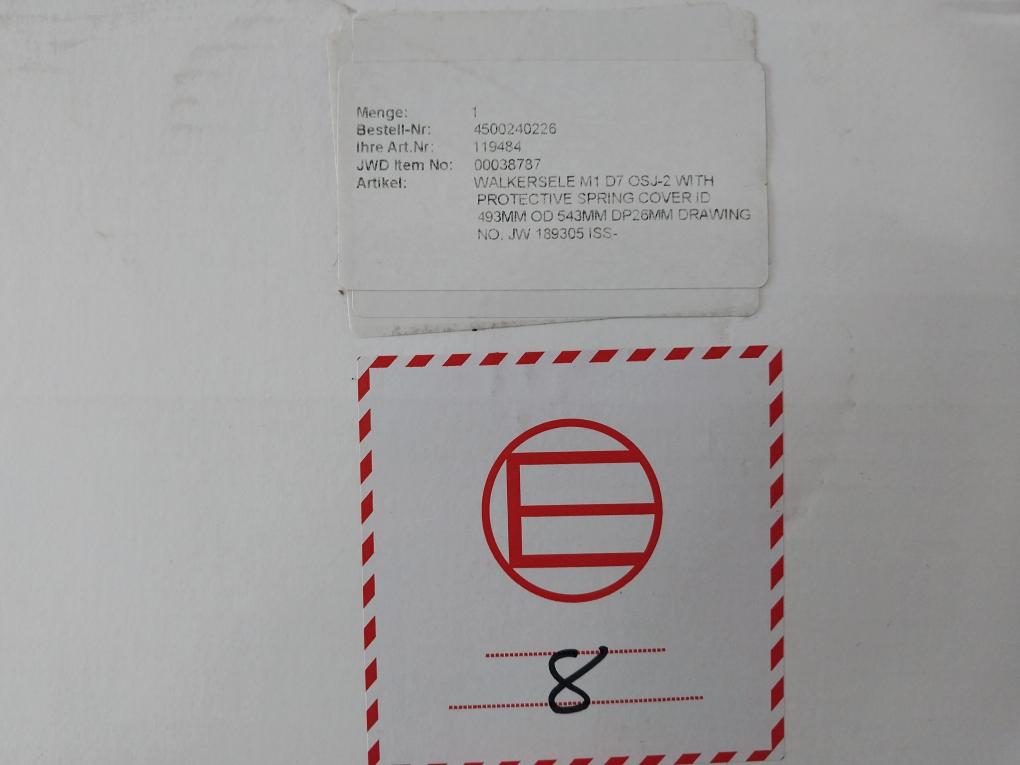 Menge: 1
Bestell-Nr: 4500240226
Ihre Art.Nr: 119484
JWD Item No: 00038787
Artikel: WALKERSELE M1 D7 OSJ-2 WITH
PROTECTIVE SPRING COVER ID
493MM OD 543MM DP26MM DRAWING
NO. JW 189305 ISS-
E
8